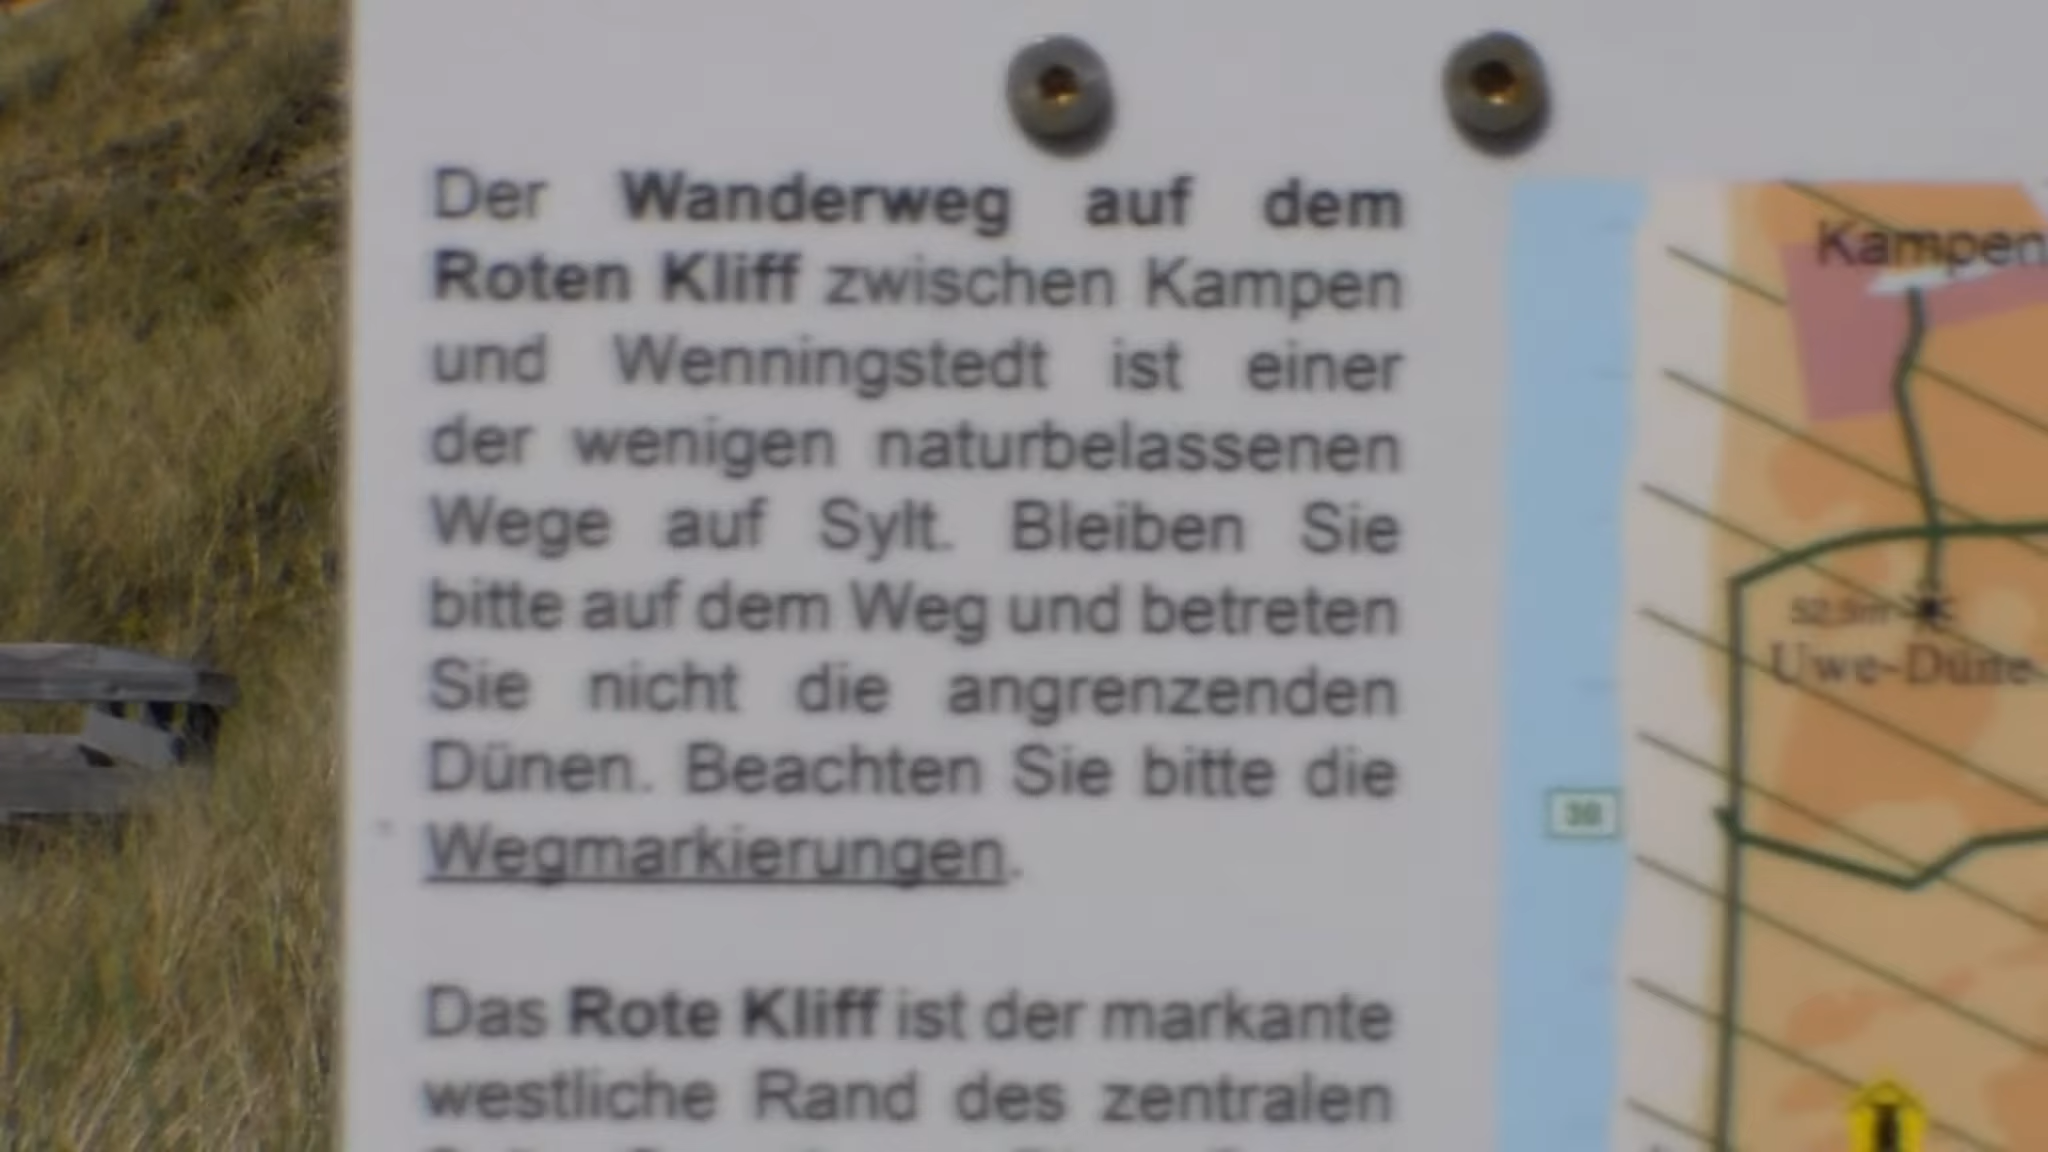 Der Wanderweg auf dem
Roten Kliff zwischen Kampen
und Wenningstedt ist einer
der wenigen naturbelassenen
Wege auf Sylt. Bleiben Sie
bitte auf dem Weg und betreten
Sie nicht die angrenzenden
Dünen. Beachten Sie bitte die
Wegmarkierungen.
Das Rote Kliff ist der markante
westliche Rand des zentralen
Kampen
Uwe-Düne
30